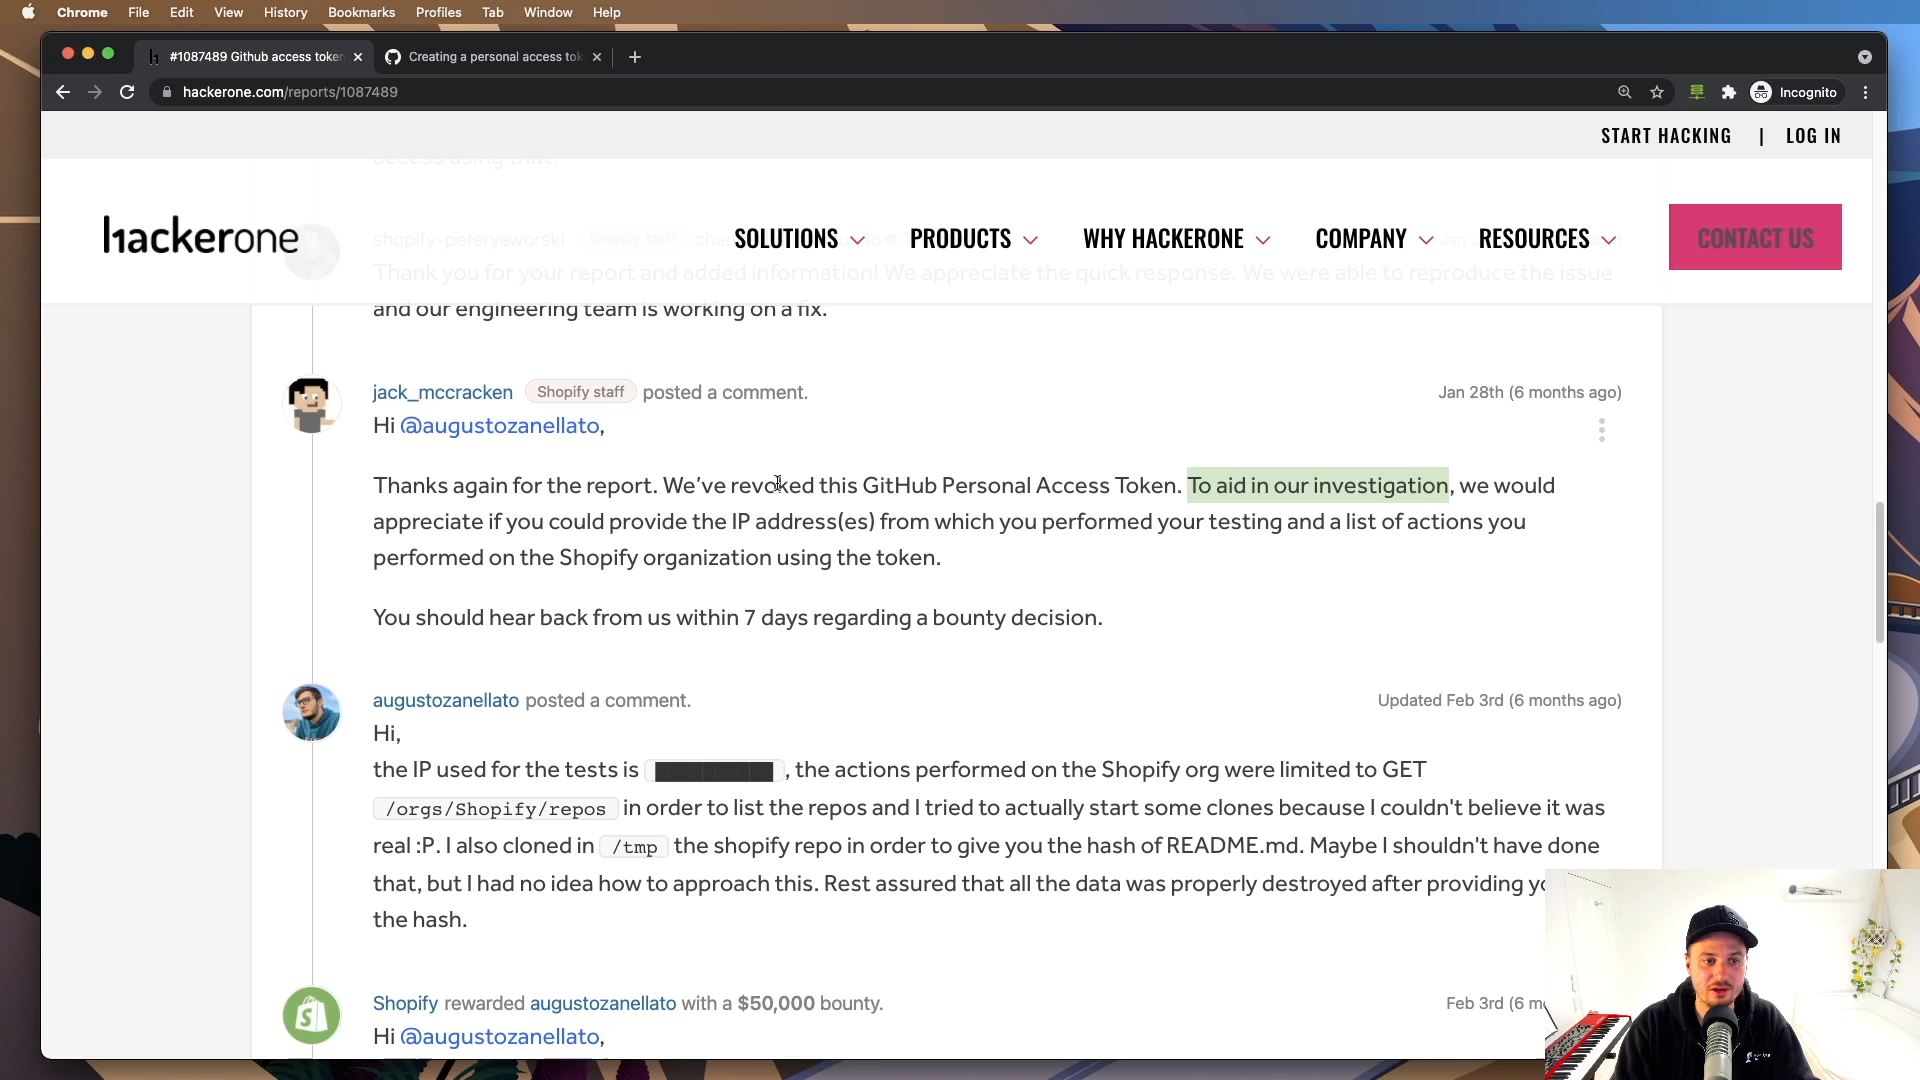 Chrome File Edit View History Bookmarks Profiles Tab Window Help
#1087489 Github access token
Creating a personal access tok
hackerone.com/reports/1087489
Incognito
START HACKING | LOG IN
access using that.
hackerone
SOLUTIONS PRODUCTS WHY HACKERONE COMPANY RESOURCES CONTACT US
shopify-peteryaworski Shopify staff
Thank you for your report and added information! We appreciate the quick response. We were able to reproduce the issue
and our engineering team is working on a fix.
jack_mccracken Shopify staff posted a comment. Jan 28th (6 months ago)
Hi @augustozanellato,
Thanks again for the report. We've revoked this GitHub Personal Access Token. To aid in our investigation, we would
appreciate if you could provide the IP address(es) from which you performed your testing and a list of actions you
performed on the Shopify organization using the token.
You should hear back from us within 7 days regarding a bounty decision.
augustozanellato posted a comment. Updated Feb 3rd (6 months ago)
Hi,
the IP used for the tests is , the actions performed on the Shopify org were limited to GET
/orgs/Shopify/repos in order to list the repos and I tried to actually start some clones because I couldn't believe it was
real :P. I also cloned in /tmp the shopify repo in order to give you the hash of README.md. Maybe I shouldn't have done
that, but I had no idea how to approach this. Rest assured that all the data was properly destroyed after providing
the hash.
Shopify rewarded augustozanellato with a $50,000 bounty. Feb 3rd (6
Hi @augustozanellato,